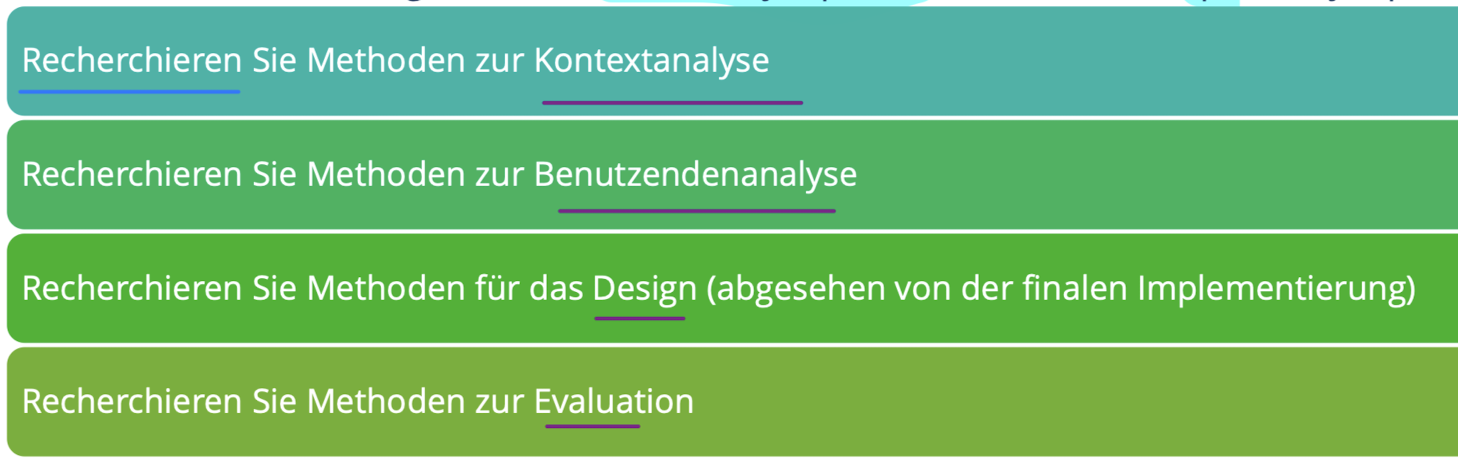 Recherchieren Sie Methoden zur Kontextanalyse
Recherchieren Sie Methoden zur Benutzendenanalyse
Recherchieren Sie Methoden für das Design (abgesehen von der finalen Implementierung)
Recherchieren Sie Methoden zur Evaluation